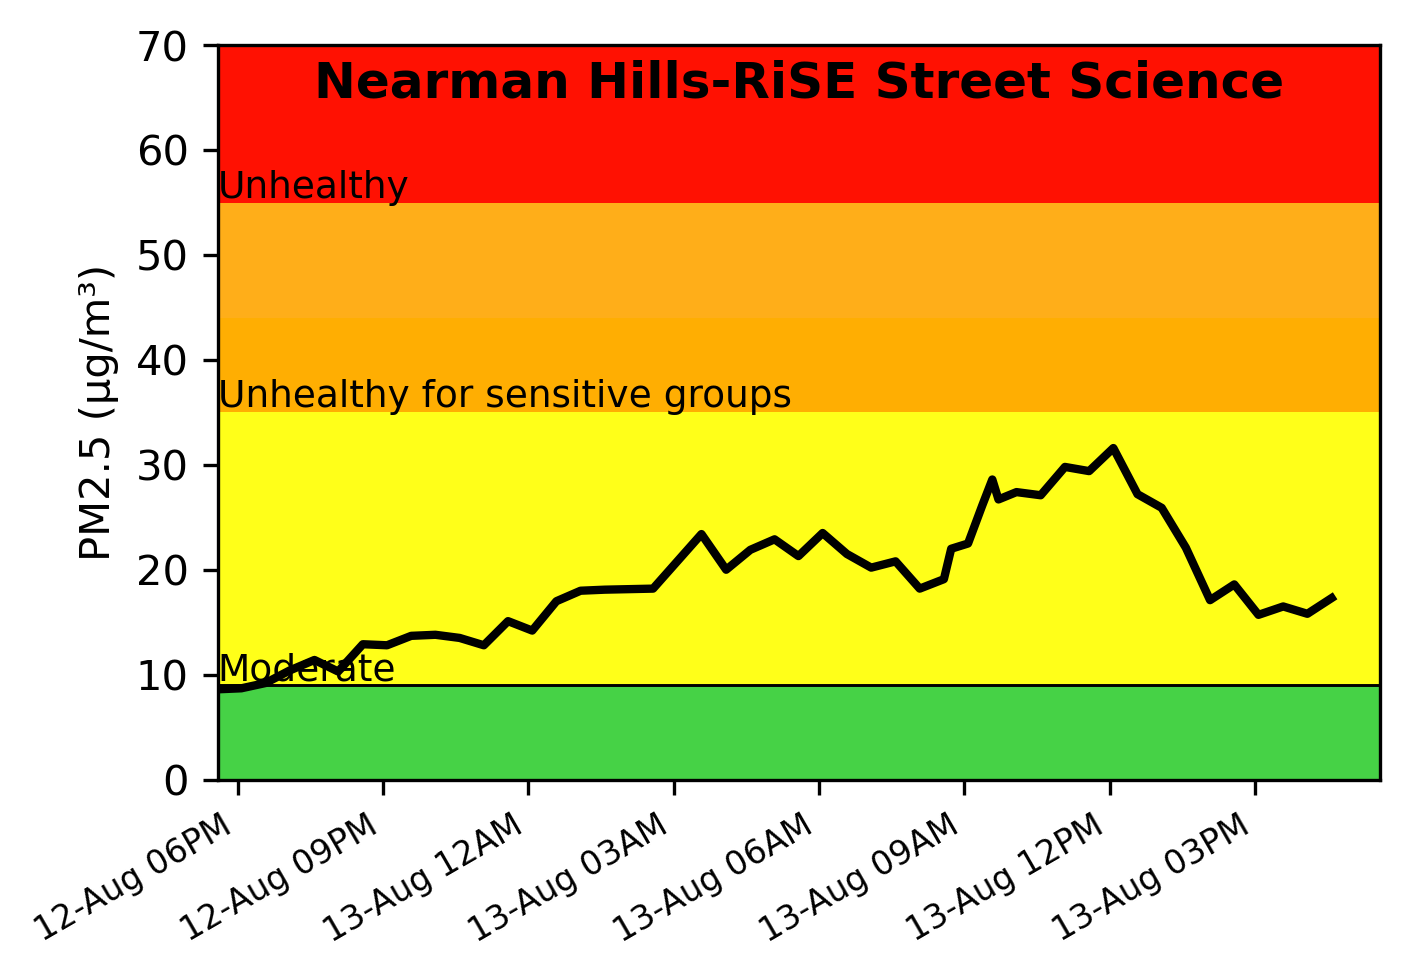 Nearman Hills-RiSE Street Science
70
60
50
40
30
20
10
0
PM2.5 (µg/m³)
Unhealthy
Unhealthy for sensitive groups
Moderate
12-Aug 06PM
12-Aug 09PM
13-Aug 12AM
13-Aug 03AM
13-Aug 06AM
13-Aug 09AM
13-Aug 12PM
13-Aug 03PM